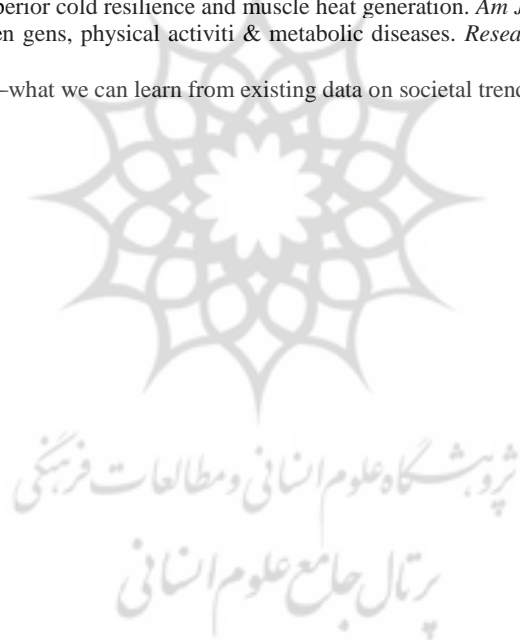 perior cold resilience and muscle heat generation. Am J
en gens, physical activiti & metabolic diseases. Resea
–what we can learn from existing data on societal trend
پژوهشگاه علوم انسانی و مطالعات فرهنگی
پرتال جامع علوم انسانی